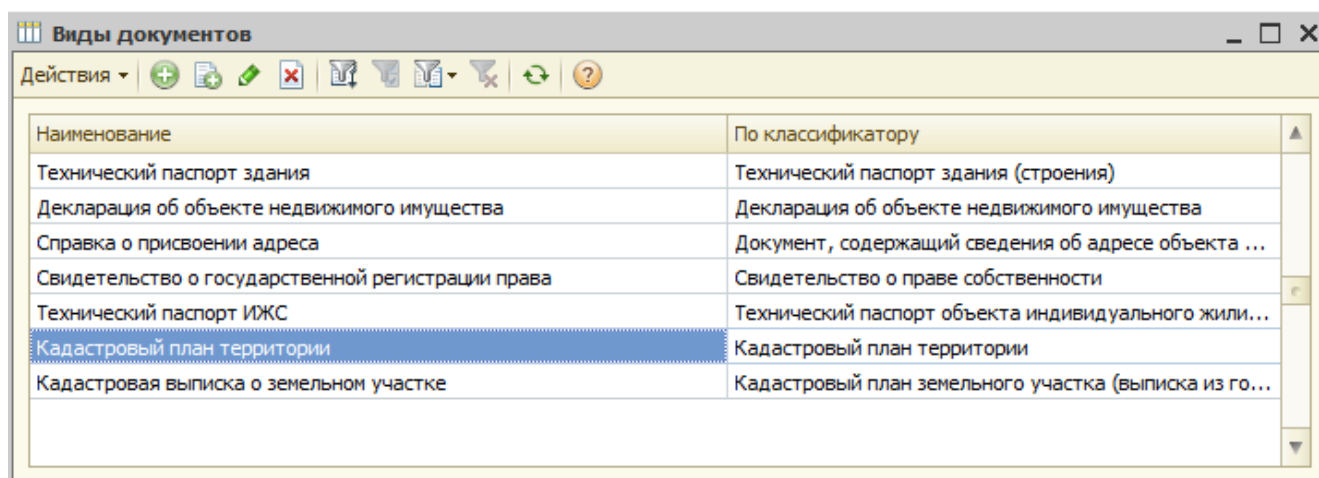 Виды документов
Действия
Наименование По классификатору
Технический паспорт здания Технический паспорт здания (строения)
Декларация об объекте недвижимого имущества Декларация об объекте недвижимого имущества
Справка о присвоении адреса Документ, содержащий сведения об адресе объекта ...
Свидетельство о государственной регистрации права Свидетельство о праве собственности
Технический паспорт ИЖС Технический паспорт объекта индивидуального жили...
Кадастровый план территории Кадастровый план территории
Кадастровая выписка о земельном участке Кадастровый план земельного участка (выписка из го...